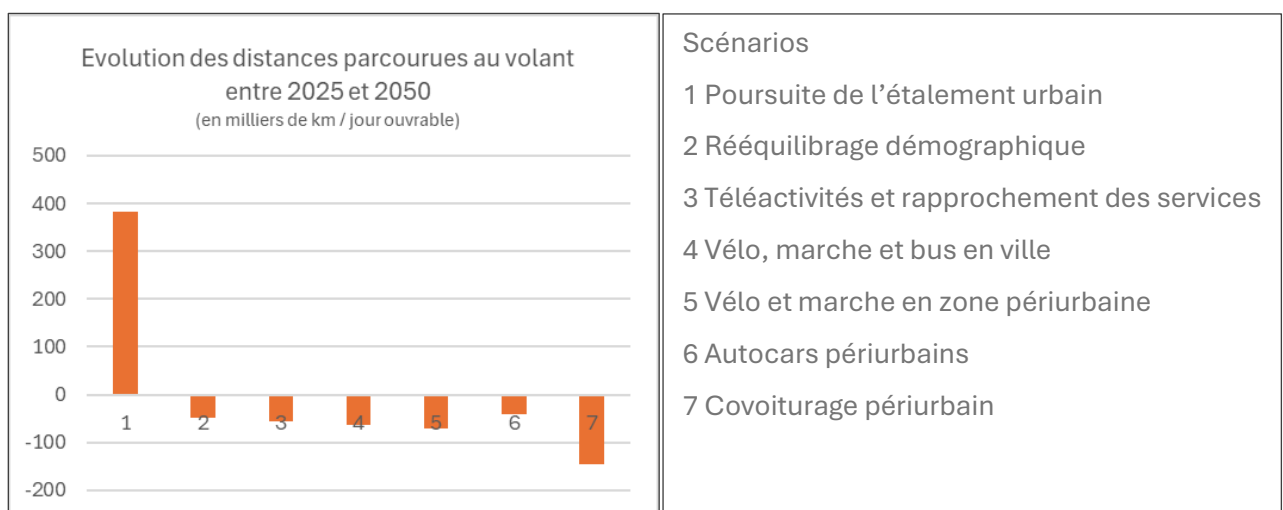 Evolution des distances parcourues au volant
entre 2025 et 2050
(en milliers de km / jour ouvrable)
500
400
300
200
100
0
-100
-200
1 2 3 4 5 6 7
Scénarios
1 Poursuite de l’étalement urbain
2 Rééquilibrage démographique
3 Téléactivités et rapprochement des services
4 Vélo, marche et bus en ville
5 Vélo et marche en zone périurbaine
6 Autocars périurbains
7 Covoiturage périurbain